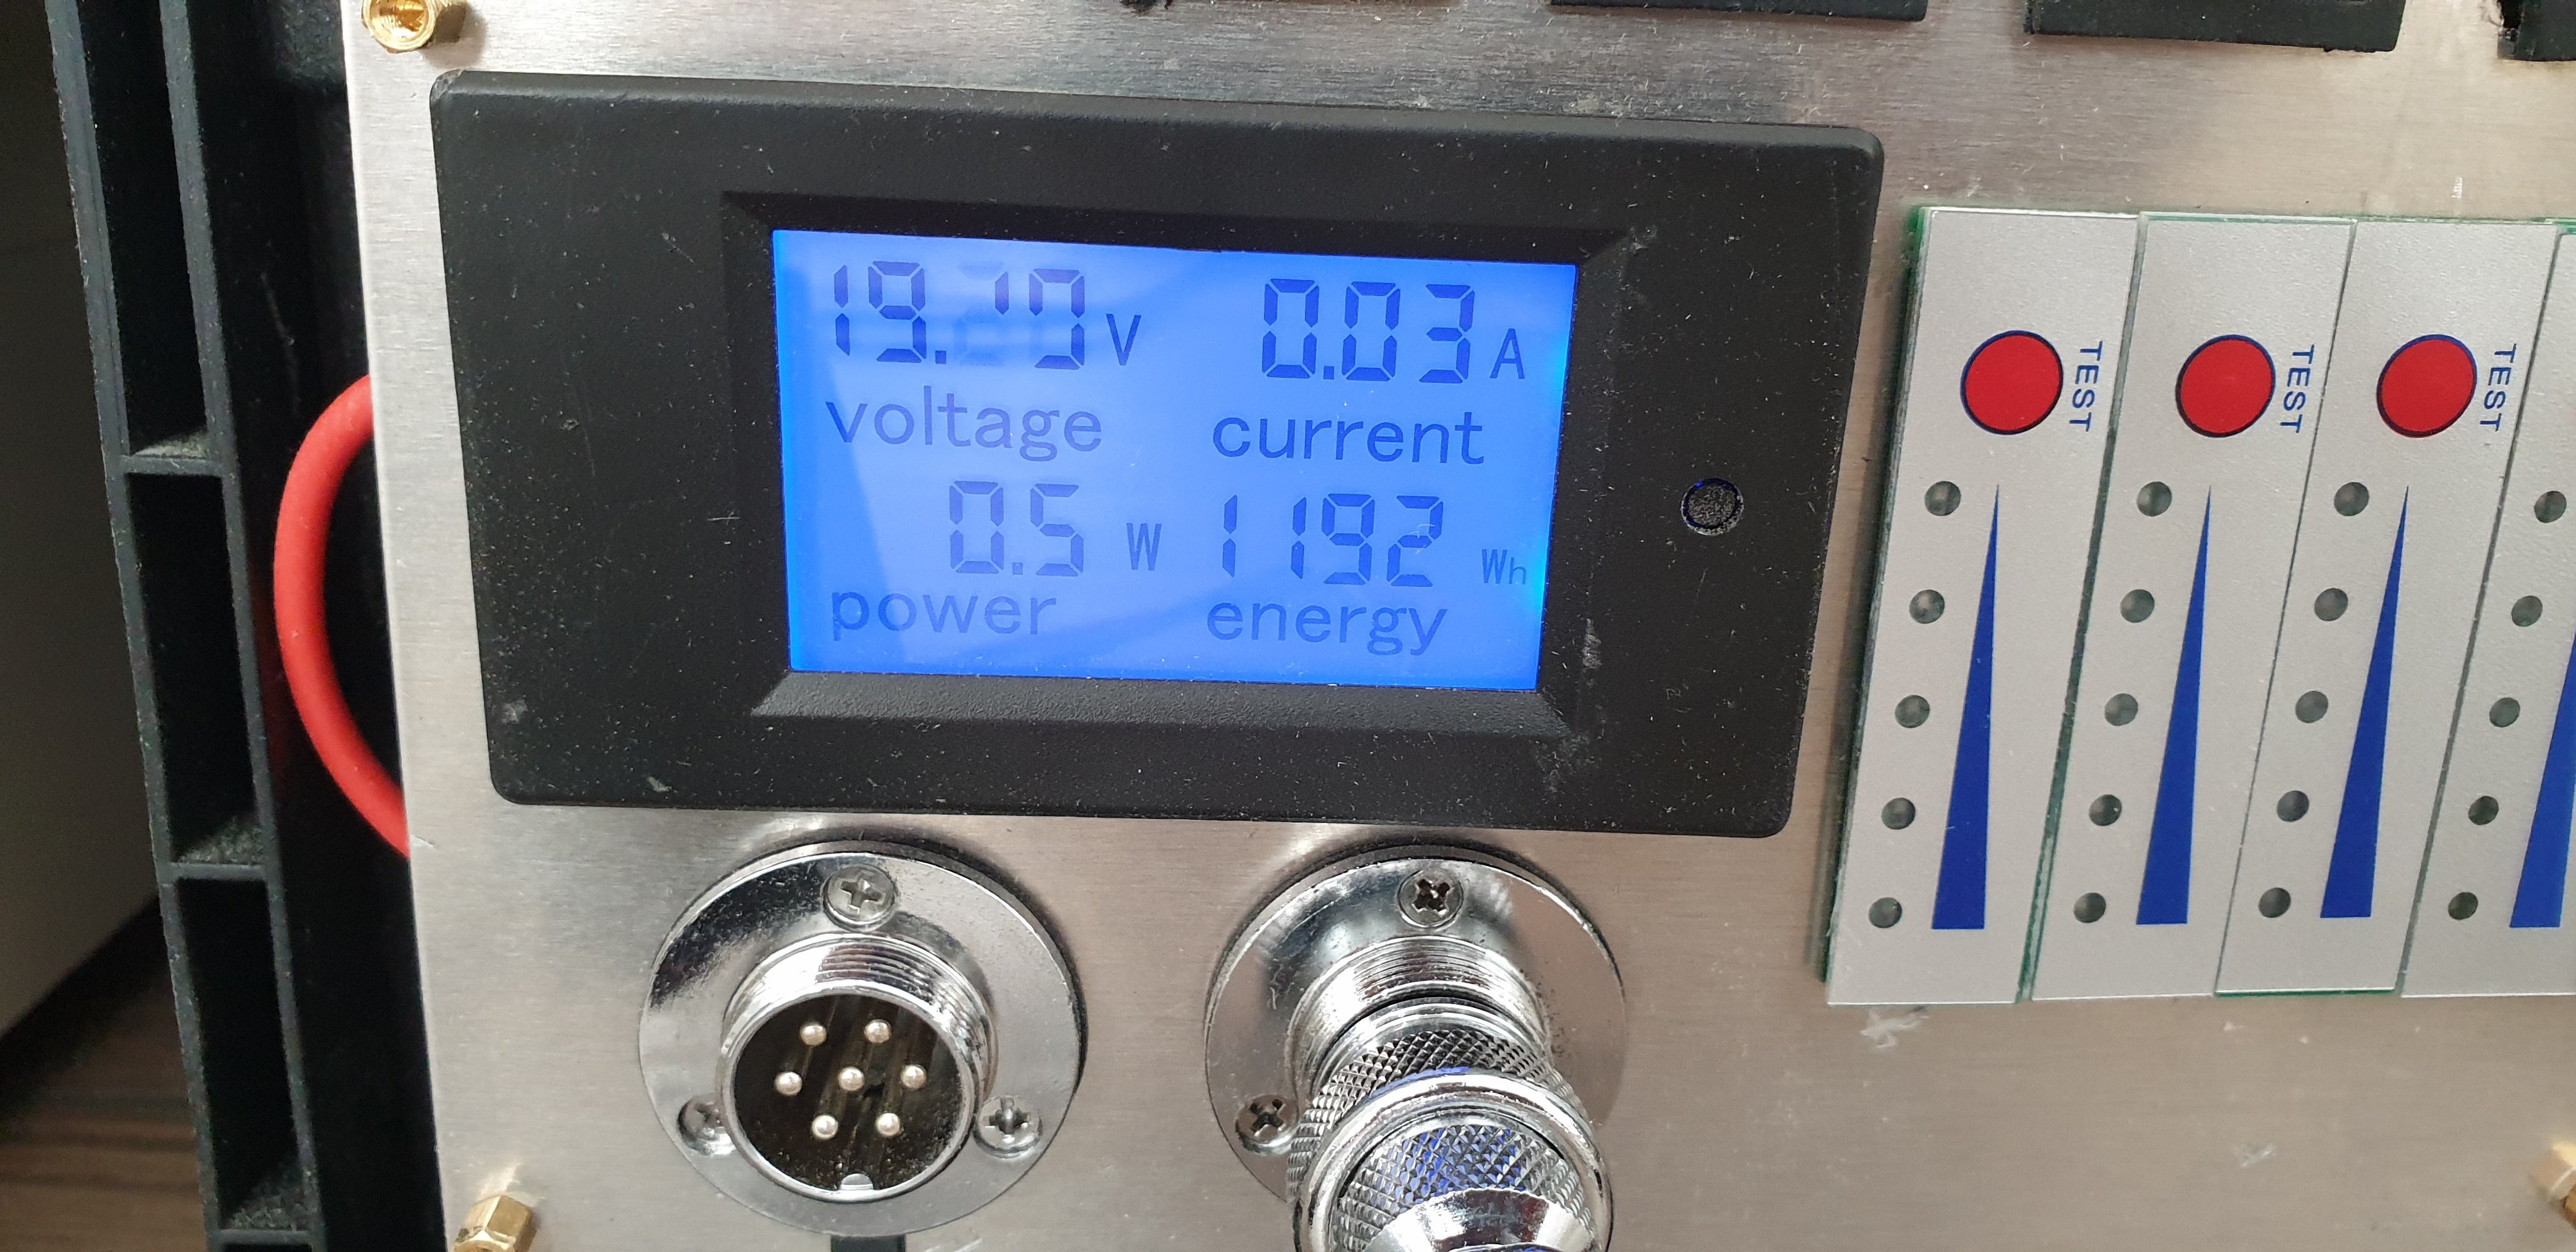 V 0.03 A
voltage current
0.5 W 1192 Wh
power energy
TEST
TEST
TEST